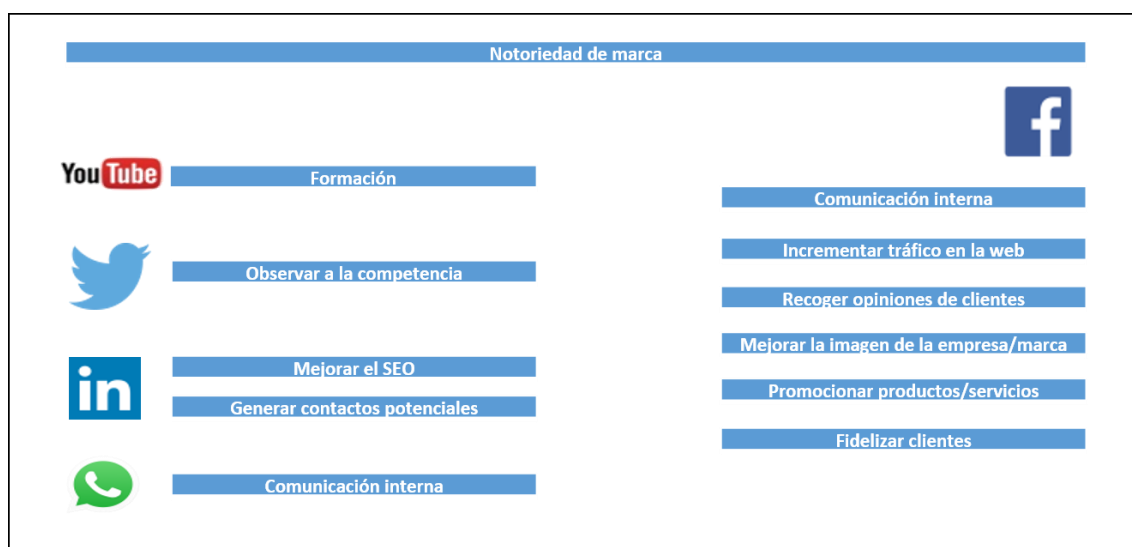 Notoriedad de marca
f
YouTube
Formación
Observar a la competencia
in
Mejorar el SEO
Generar contactos potenciales
Comunicación interna
Comunicación interna
Incrementar tráfico en la web
Recoger opiniones de clientes
Mejorar la imagen de la empresa/marca
Promocionar productos/servicios
Fidelizar clientes